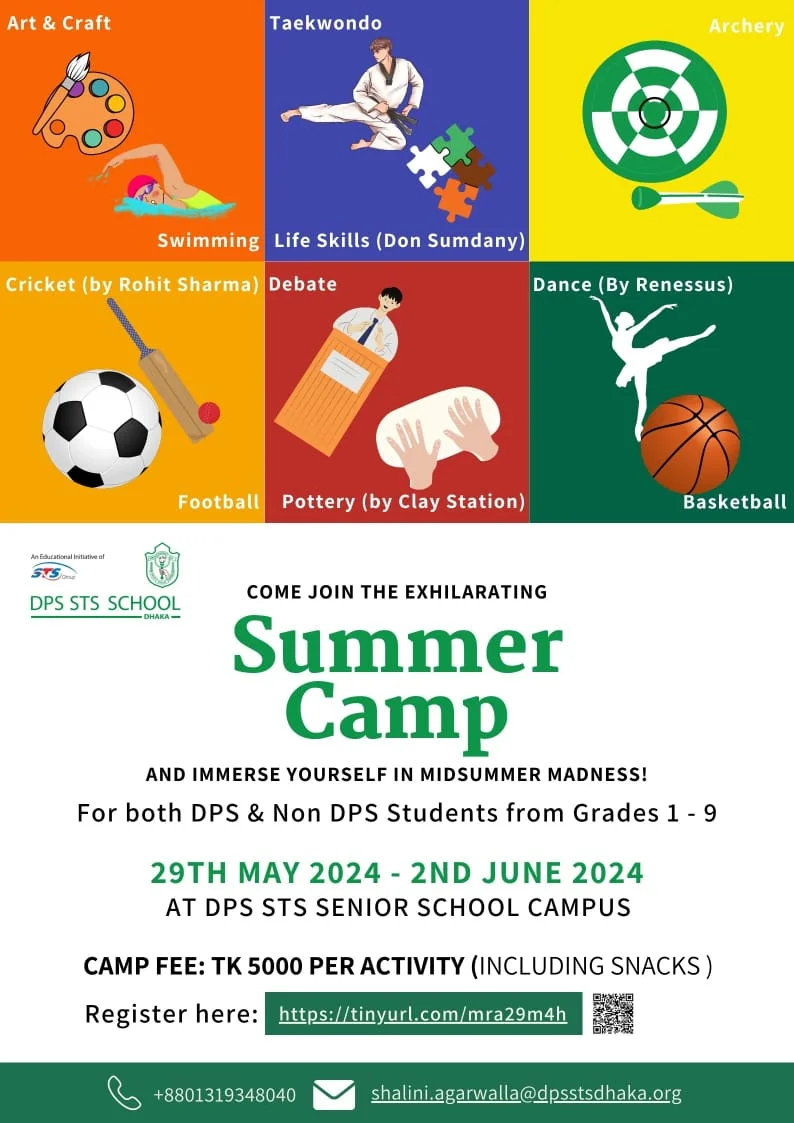 Art & Craft
Taekwondo
Archery
Swimming
Life Skills (Don Sumdany)
Cricket (by Rohit Sharma)
Debate
Dance (By Renessus)
Football
Pottery (by Clay Station)
Basketball
An Educational Initiative of
STS Group
DPS STS SCHOOL
DHAKA
COME JOIN THE EXHILARATING
Summer
Camp
AND IMMERSE YOURSELF IN MIDSUMMER MADNESS!
For both DPS & Non DPS Students from Grades 1 - 9
29TH MAY 2024 - 2ND JUNE 2024
AT DPS STS SENIOR SCHOOL CAMPUS
CAMP FEE: TK 5000 PER ACTIVITY (INCLUDING SNACKS )
Register here: https://tinyurl.com/mra29m4h
+8801319348040 shalini.agarwalla@dpsstsdhaka.org